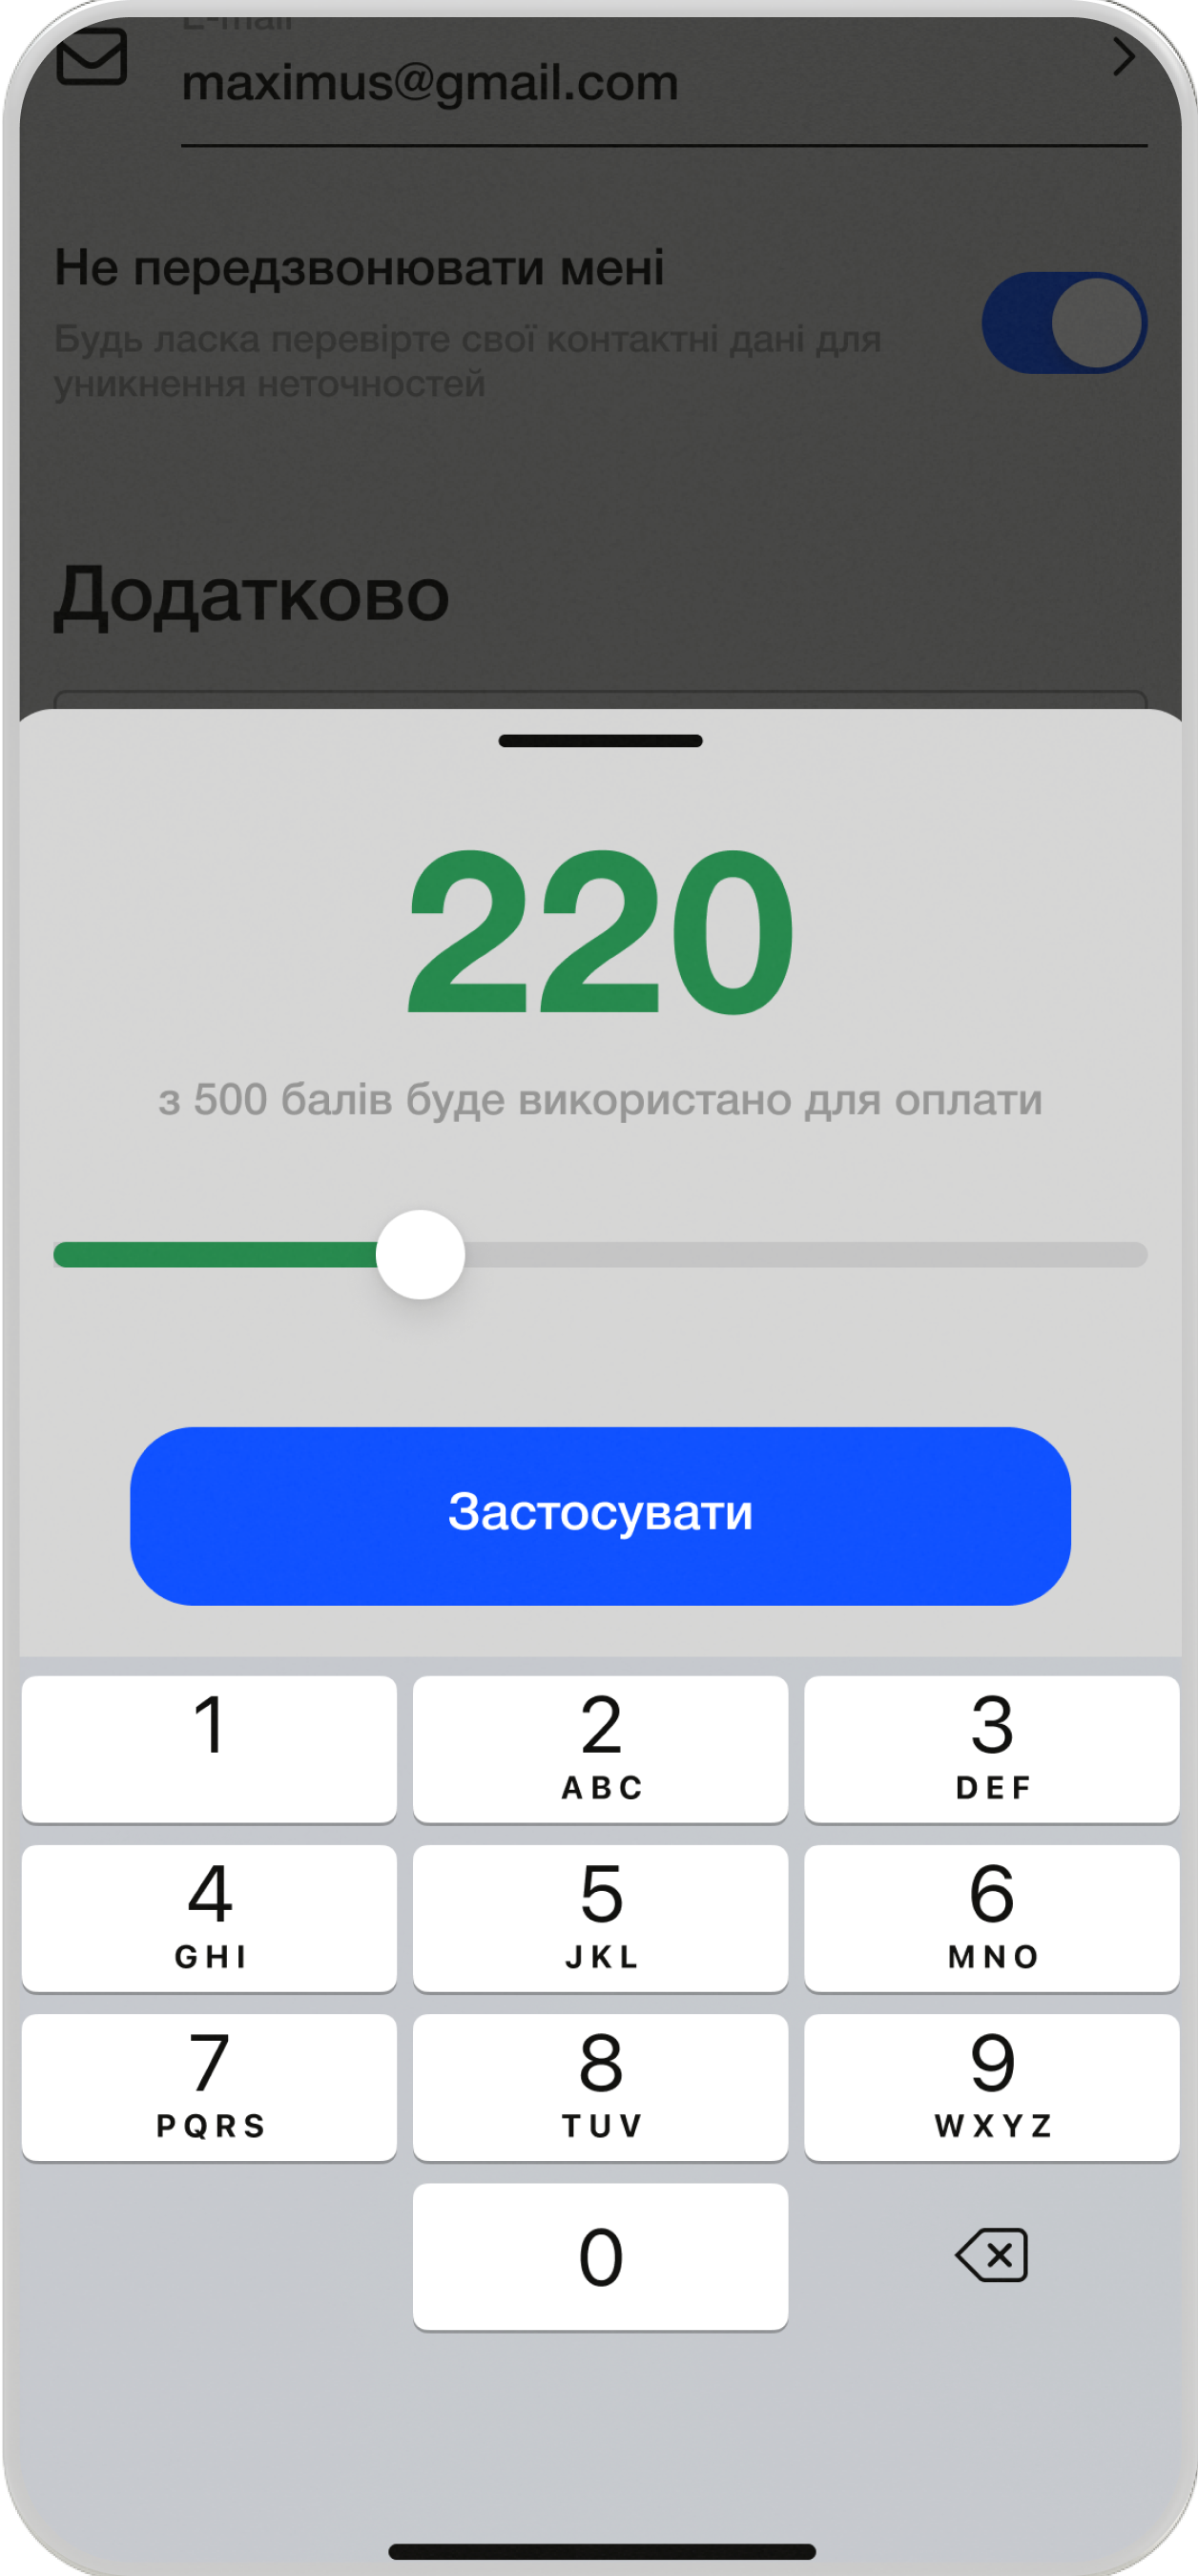 E-mail
maximus@gmail.com
Не передзвонювати мені
Будь ласка перевірте свої контактні дані для
уникнення неточностей
Додатково
220
з 500 балів буде використано для оплати
Застосувати
1
2
ABC
3
DEF
4
GHI
5
JKL
6
MNO
7
PQRS
8
TUV
9
WXYZ
0